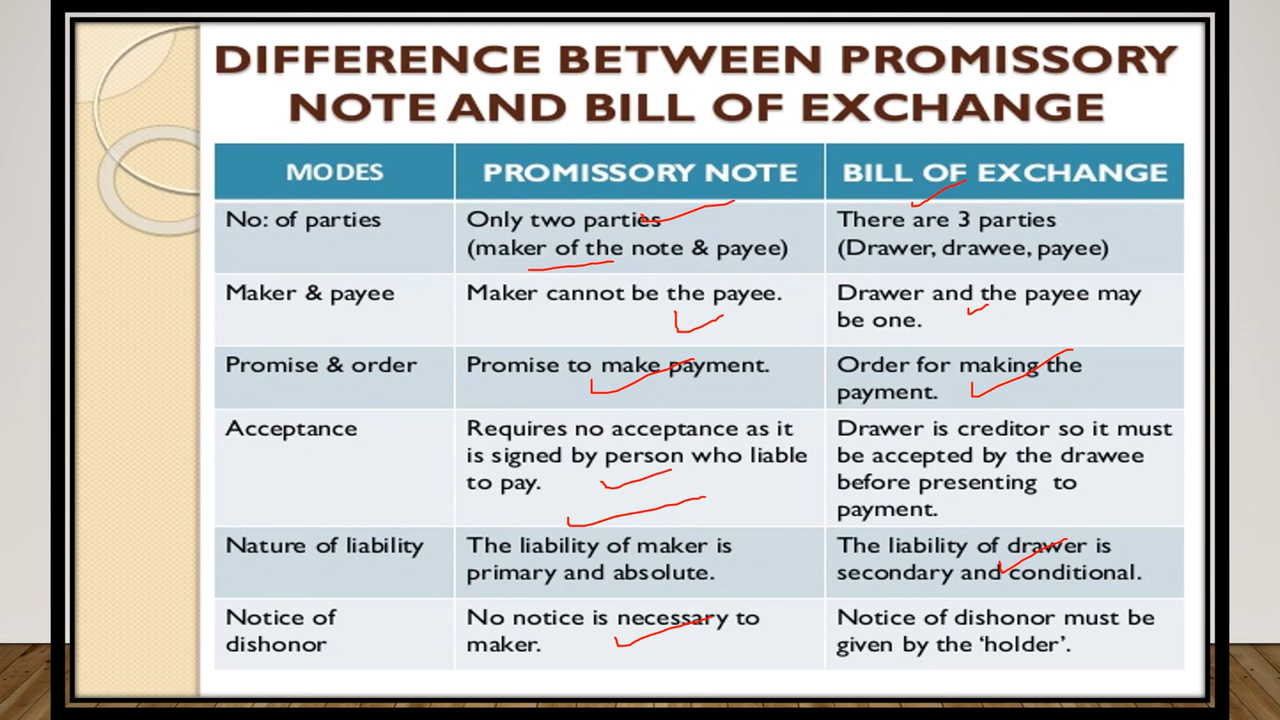 DIFFERENCE BETWEEN PROMISSORY
NOTE AND BILL OF EXCHANGE
MODES
PROMISSORY NOTE
BILL OF EXCHANGE
No: of parties
Only two parties
(maker of the note & payee)
There are 3 parties
(Drawer, drawee, payee)
Maker & payee
Maker cannot be the payee.
Drawer and the payee may
be one.
Promise & order
Promise to make payment.
Order for making the
payment.
Acceptance
Requires no acceptance as it
is signed by person who liable
to pay.
Drawer is creditor so it must
be accepted by the drawee
before presenting to
payment.
Nature of liability
The liability of maker is
primary and absolute.
The liability of drawer is
secondary and conditional.
Notice of
dishonor
No notice is necessary to
maker.
Notice of dishonor must be
given by the ‘holder’.